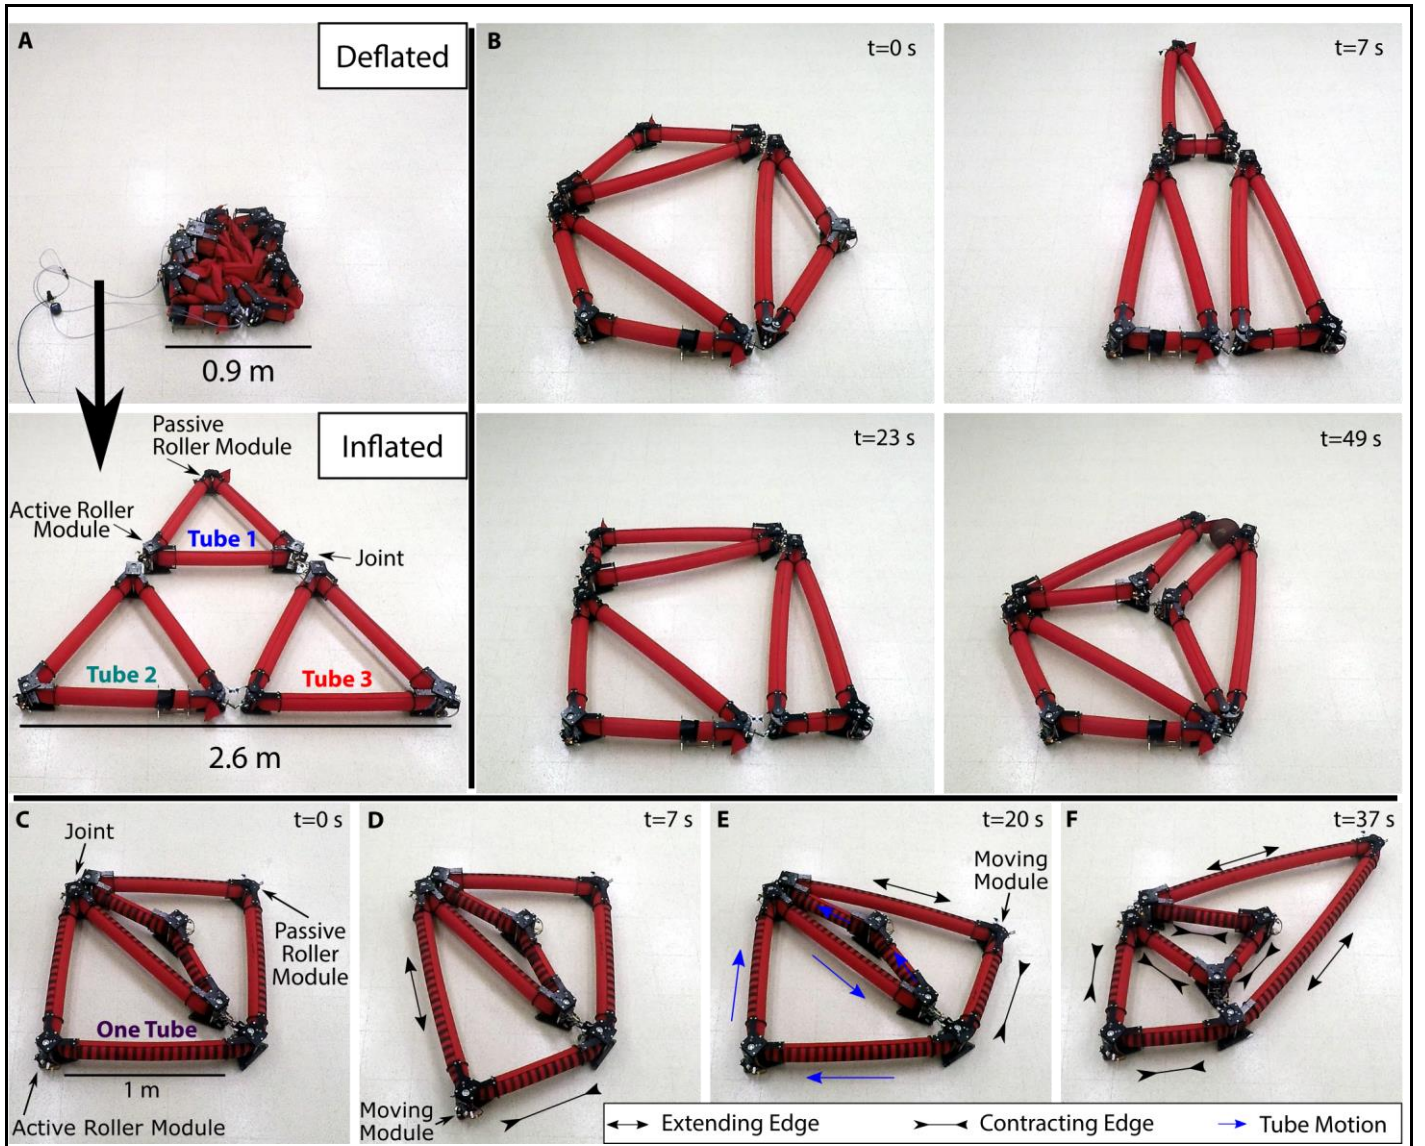 A
Deflated
0.9 m
Passive
Roller Module
Inflated
Active Roller
Module
Tube 1
Joint
Tube 2
Tube 3
2.6 m
B
t=0 s
t=7 s
t=23 s
t=49 s
C
t=0 s
Joint
Passive
Roller
Module
One Tube
1 m
Active Roller Module
D
t=7 s
Moving
Module
E
t=20 s
Moving
Module
F
t=37 s
Extending Edge
Contracting Edge
Tube Motion